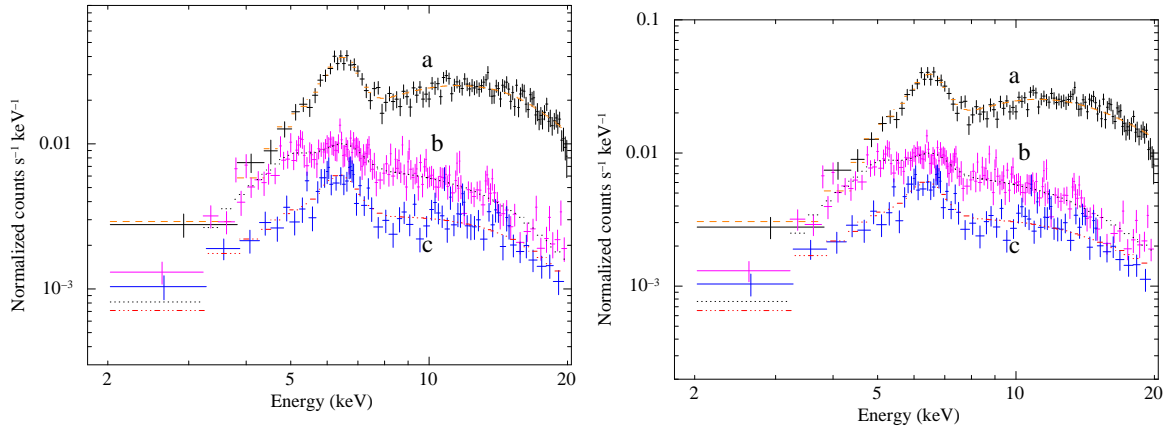 Normalized counts s⁻¹ keV⁻¹
0.01
10⁻³
a
b
c
2
5
10
20
Energy (keV)
Normalized counts s⁻¹ keV⁻¹
0.1
0.01
10⁻³
a
b
c
2
5
10
20
Energy (keV)